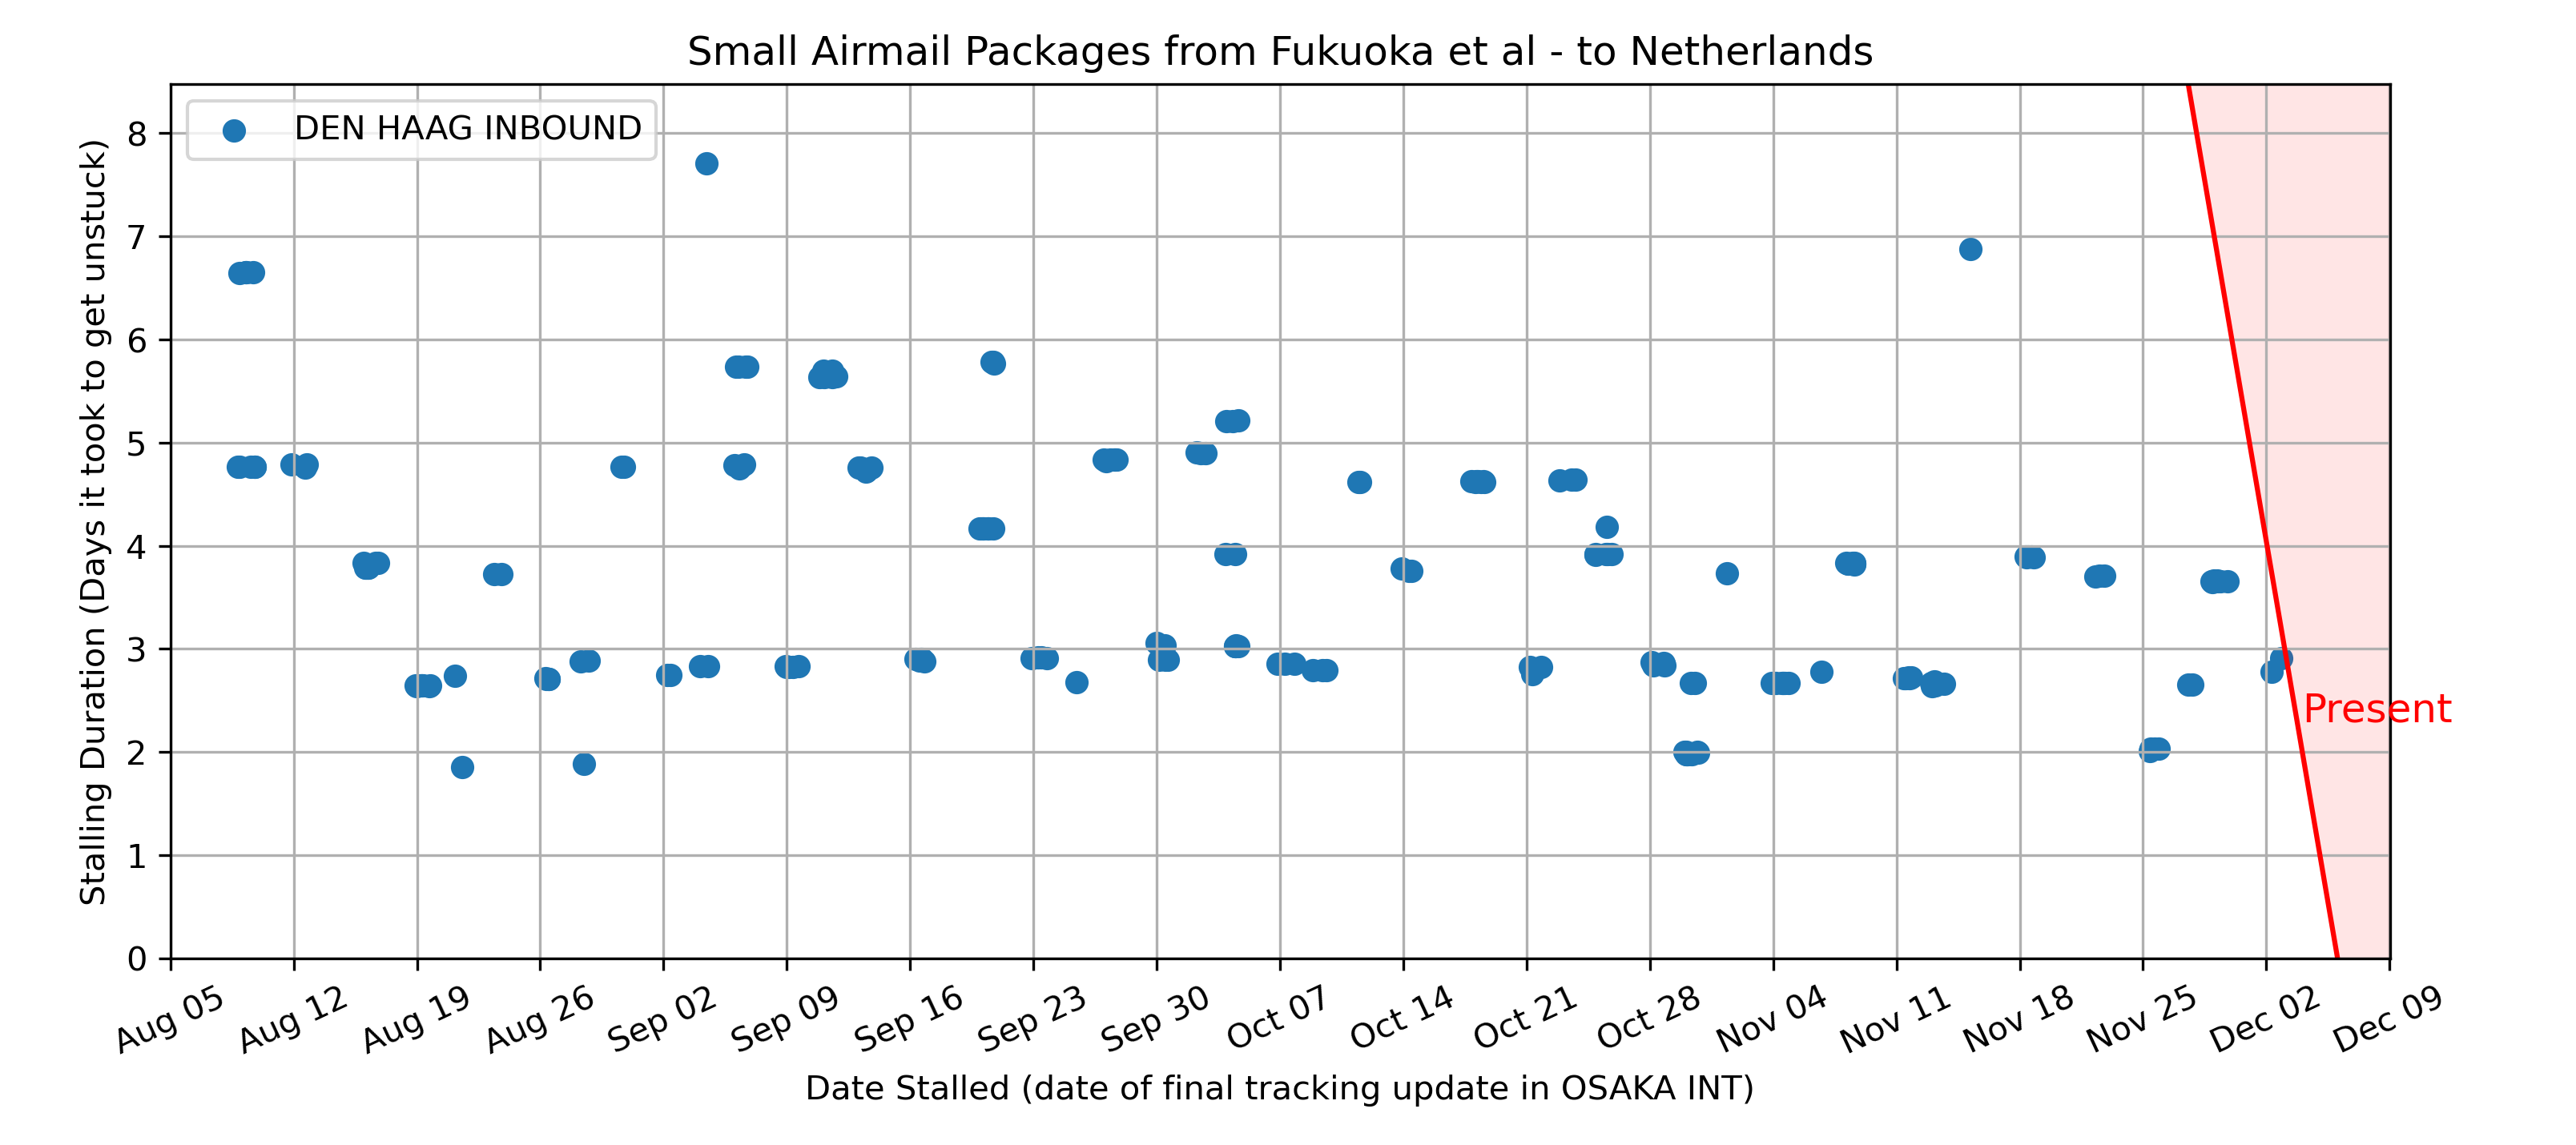 Small Airmail Packages from Fukuoka et al - to Netherlands
DEN HAAG INBOUND
Stalling Duration (Days it took to get unstuck)
8
7
6
5
4
3
2
1
0
Present
Aug 05
Aug 12
Aug 19
Aug 26
Sep 02
Sep 09
Sep 16
Sep 23
Sep 30
Oct 07
Oct 14
Oct 21
Oct 28
Nov 04
Nov 11
Nov 18
Nov 25
Dec 02
Dec 09
Date Stalled (date of final tracking update in OSAKA INT)